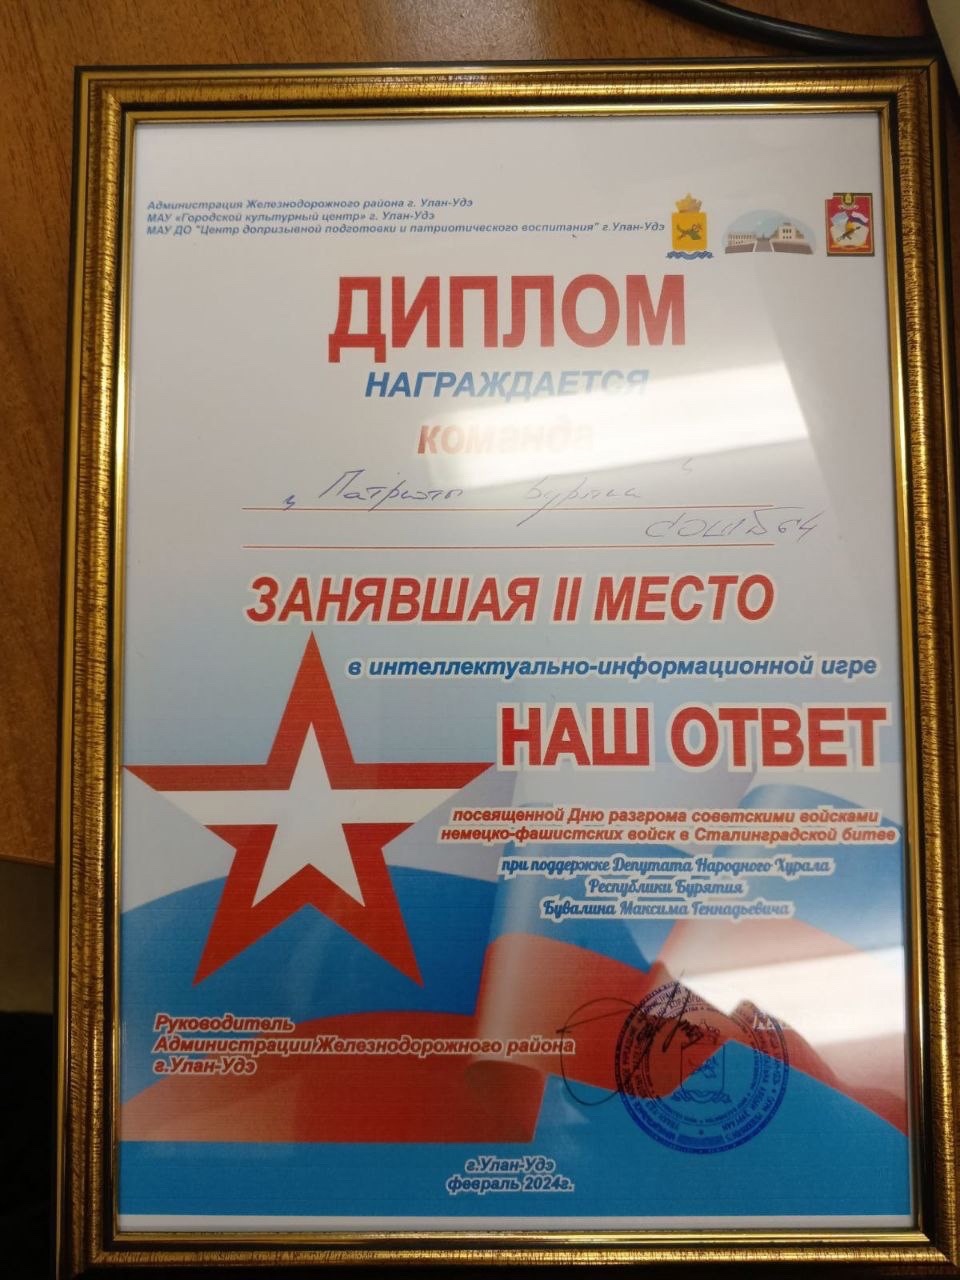 Администрация Железнодорожного района г. Улан-Удэ
МАУ «Городской культурный центр» г. Улан-Удэ
МАУ ДО "Центр допризывной подготовки и патриотического воспитания" г.Улан-Удэ
ДИПЛОМ
НАГРАЖДАЕТСЯ
команда
„Патриоты Бурятии"
СОШ №64
ЗАНЯВШАЯ II МЕСТО
в интеллектуально-информационной игре
НАШ ОТВЕТ
посвященной Дню разгрома советскими войсками
немецко-фашистских войск в Сталинградской битве
при поддержке Депутата Народного Хурала
Республики Бурятия
Бувалина Максима Геннадьевича
Руководитель
Администрации Железнодорожного района
г.Улан-Удэ
г.Улан-Удэ
февраль 2024г.